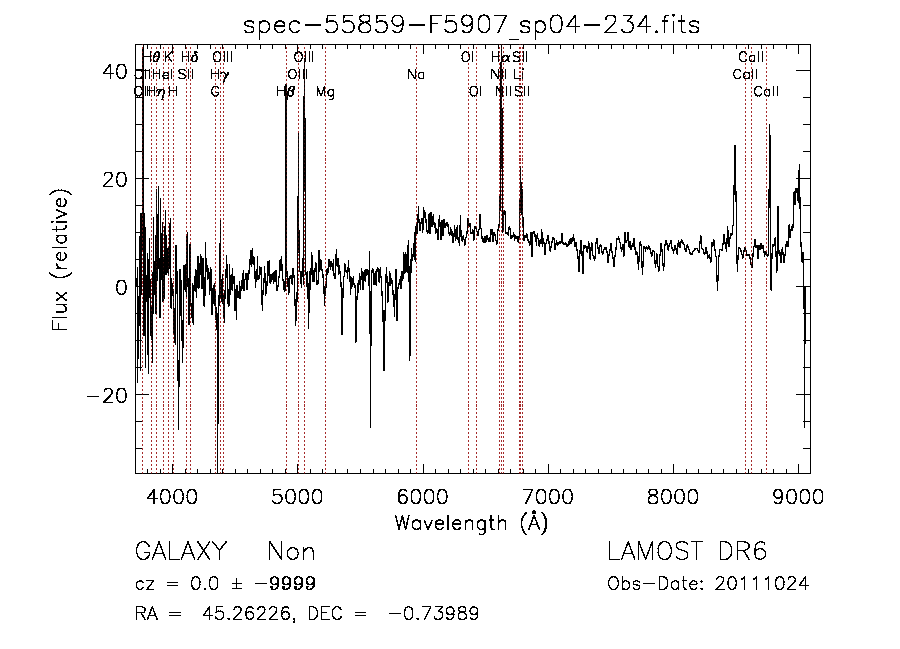 spec-55859-F5907_sp04-234.fits
Hθ K Hδ OIII OIII OI Hα SII CaII
OII HeI SII Hγ OIII Na NII Li CaII
OII Hη H G Hβ Mg OI NII SII CaII
40
20
0
-20
Flux (relative)
4000 5000 6000 7000 8000 9000
Wavelength (Å)
GALAXY Non LAMOST DR6
cz = 0.0 ± -9999 Obs-Date: 20111024
RA = 45.26226, DEC = -0.73989